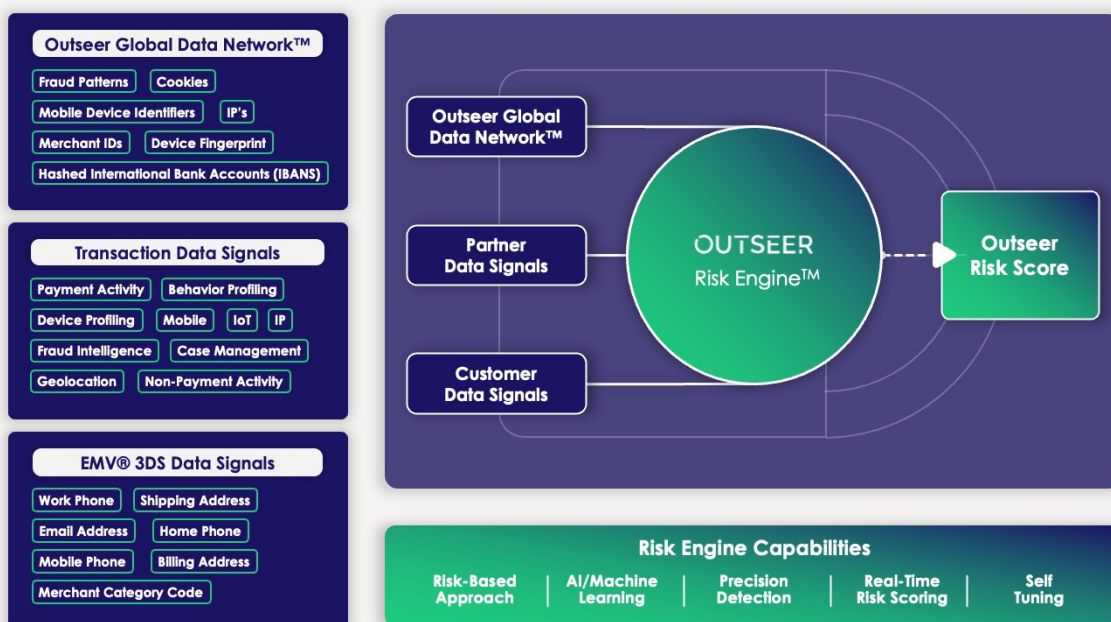 Outseer Global Data Network™
Fraud Patterns Cookies
Mobile Device Identifiers IP's
Merchant IDs Device Fingerprint
Hashed International Bank Accounts (IBANS)
Transaction Data Signals
Payment Activity Behavior Profiling
Device Profiling Mobile IoT IP
Fraud Intelligence Case Management
Geolocation Non-Payment Activity
EMV® 3DS Data Signals
Work Phone Shipping Address
Email Address Home Phone
Mobile Phone Billing Address
Merchant Category Code
Outseer Global
Data Network™
Partner
Data Signals
Customer
Data Signals
OUTSEER
Risk Engine™
Outseer
Risk Score
Risk Engine Capabilities
Risk-Based
Approach
AI/Machine
Learning
Precision
Detection
Real-Time
Risk Scoring
Self
Tuning